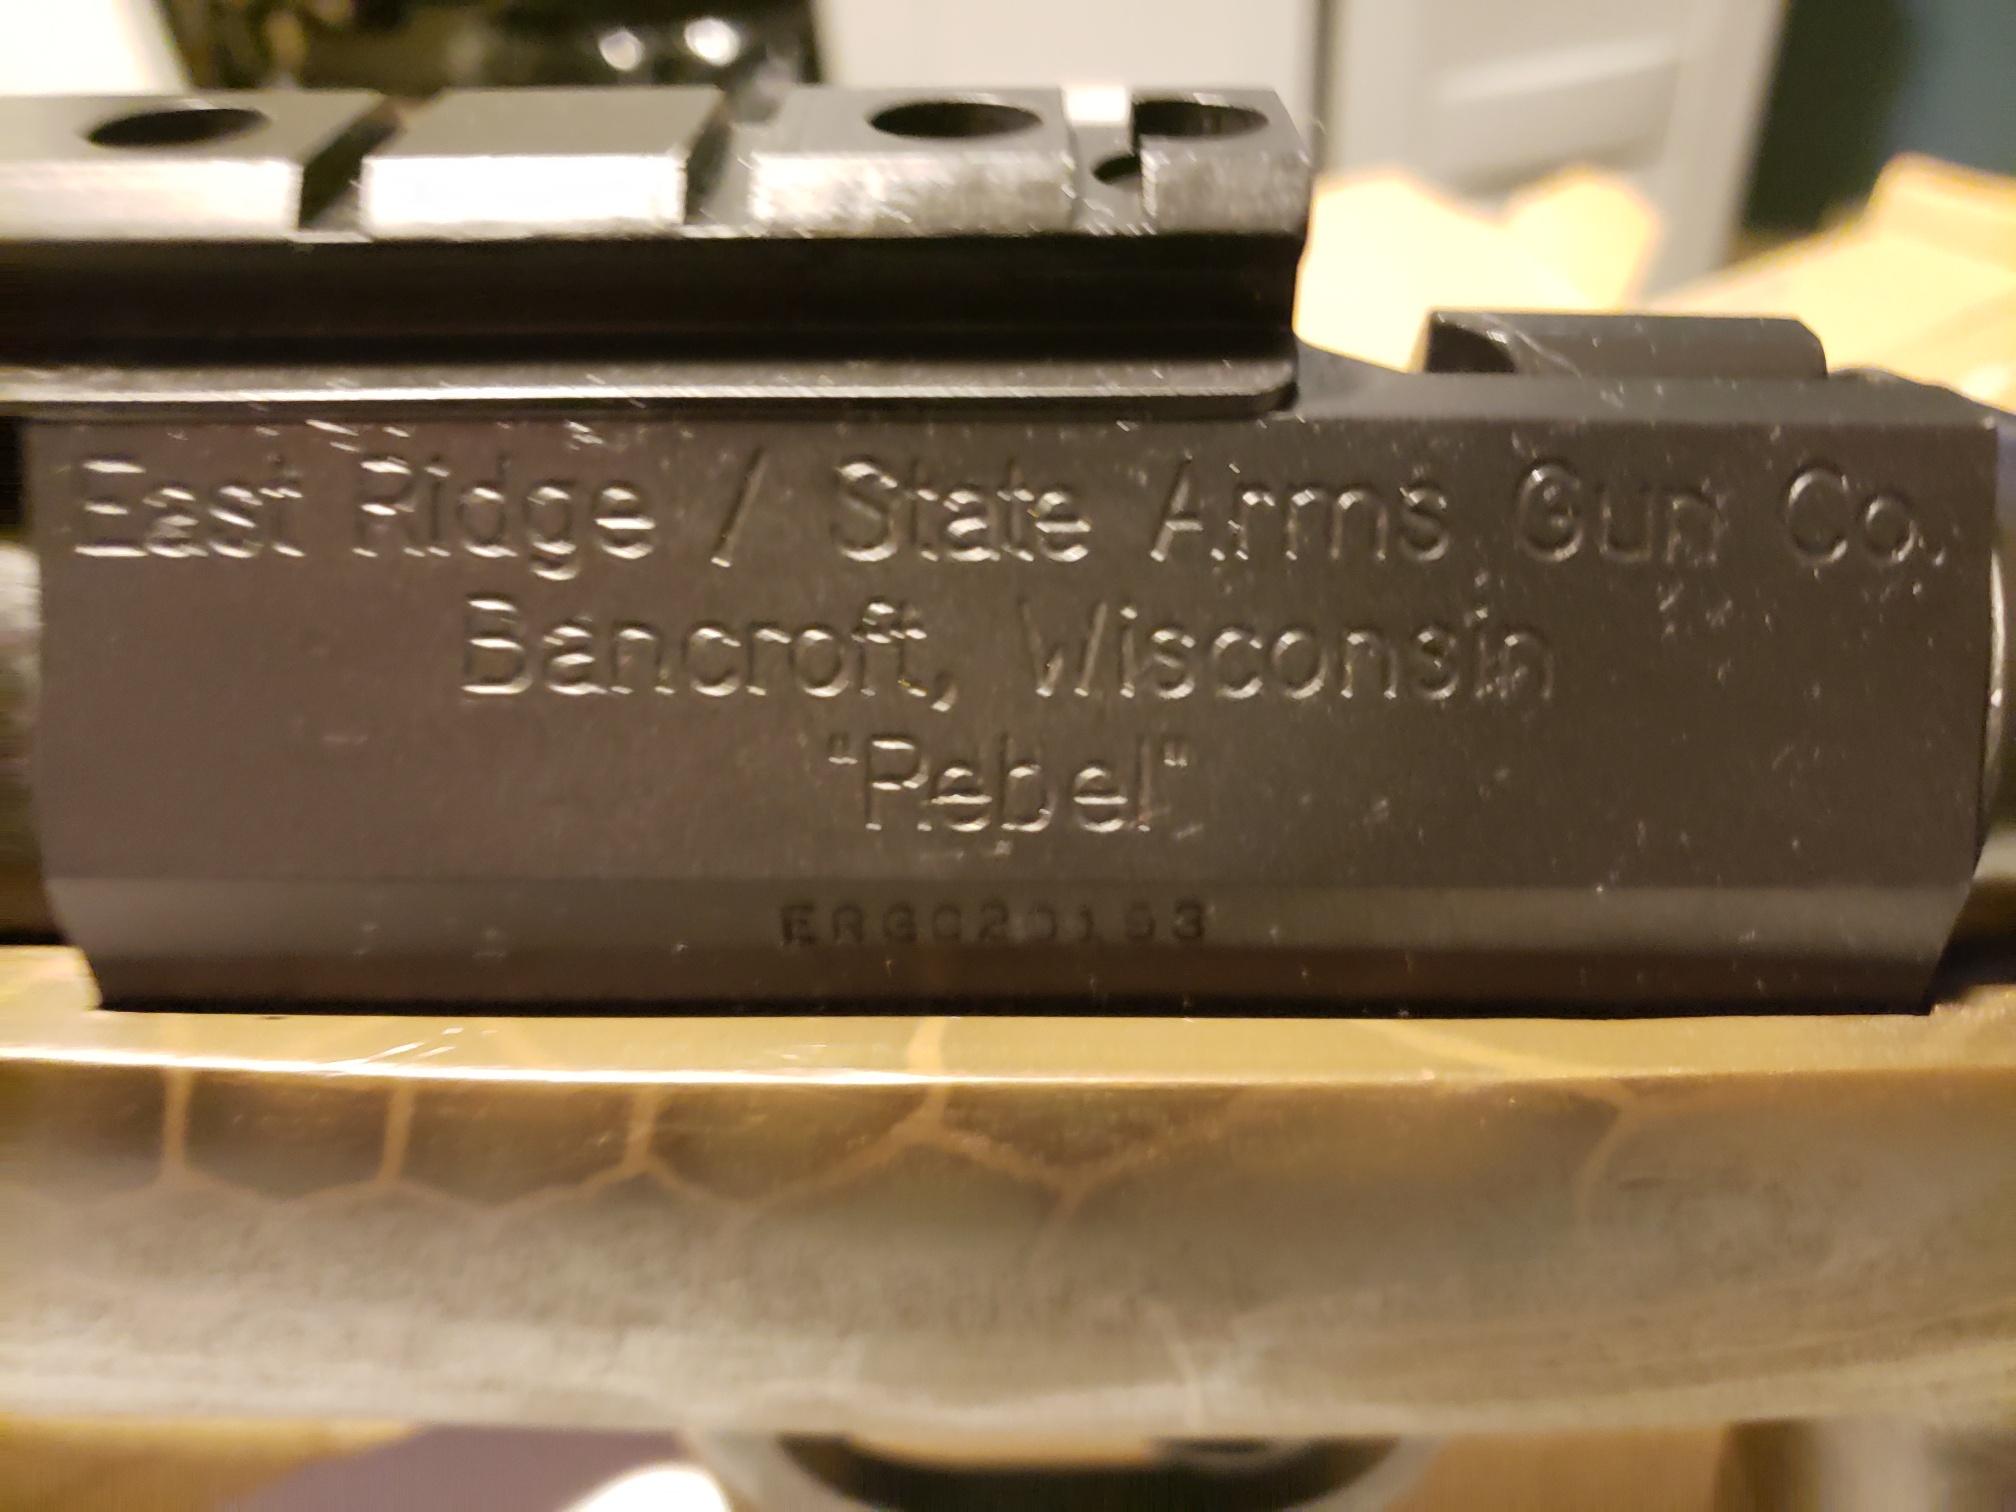 East Ridge / State Arms Gun Co.
Bancroft, Wisconsin
"Rebel"